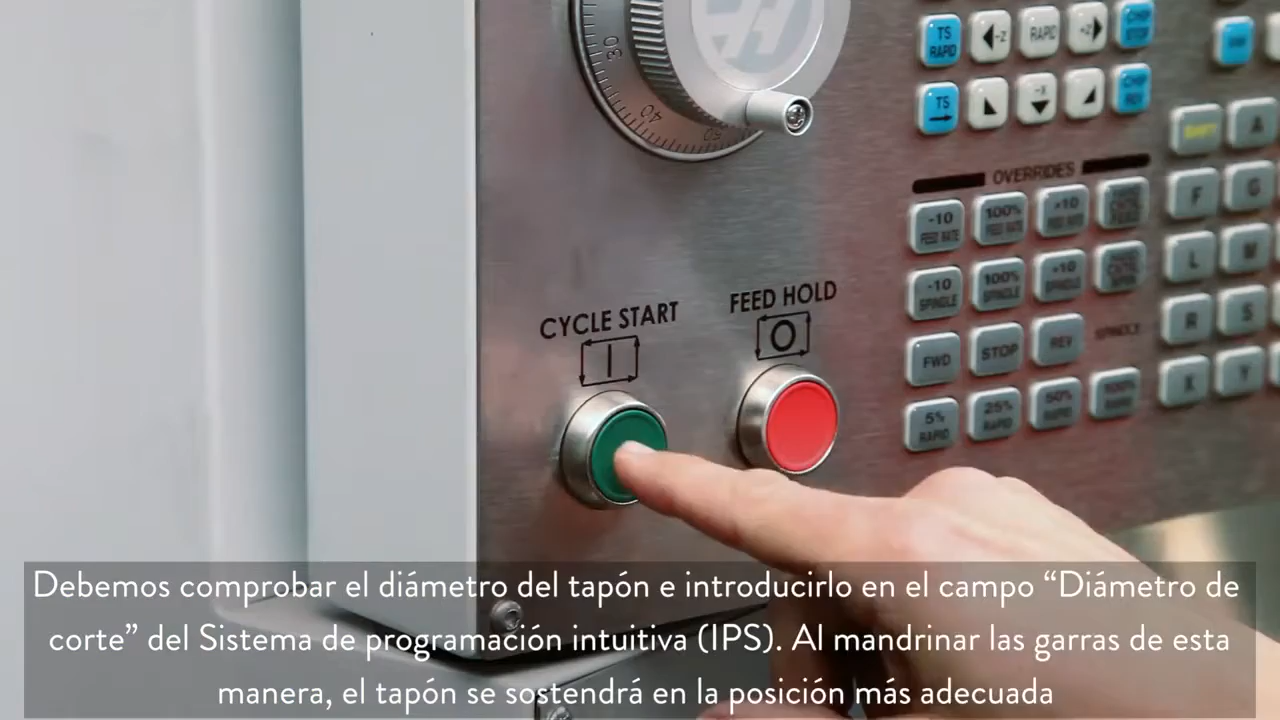 30
40
50
TS
RAPID
-Z
RAPID
+Z
CHIP
STOP
TS
-X
CHIP
REV
SHIFT
A
OVERRIDES
-10
FEED RATE
100%
FEED RATE
+10
FEED RATE
F
G
-10
SPINDLE
100%
SPINDLE
+10
SPINDLE
L
M
FWD
STOP
REV
SPINDLE
R
S
5%
RAPID
25%
RAPID
50%
RAPID
100%
RAPID
X
Y
CYCLE START
I
FEED HOLD
O
Debemos comprobar el diámetro del tapón e introducirlo en el campo “Diámetro de
corte” del Sistema de programación intuitiva (IPS). Al mandrinar las garras de esta
manera, el tapón se sostendrá en la posición más adecuada